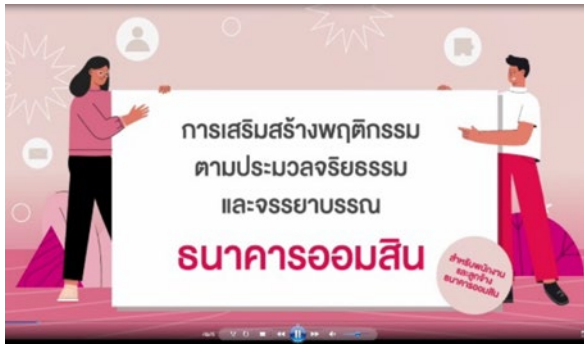 การเสริมสร้างพฤติกรรม
ตามประมวลจริยธรรม
และจรรยาบรรณ
ธนาคารออมสิน
สำหรับพนักงาน
และลูกจ้าง
ธนาคารออมสิน